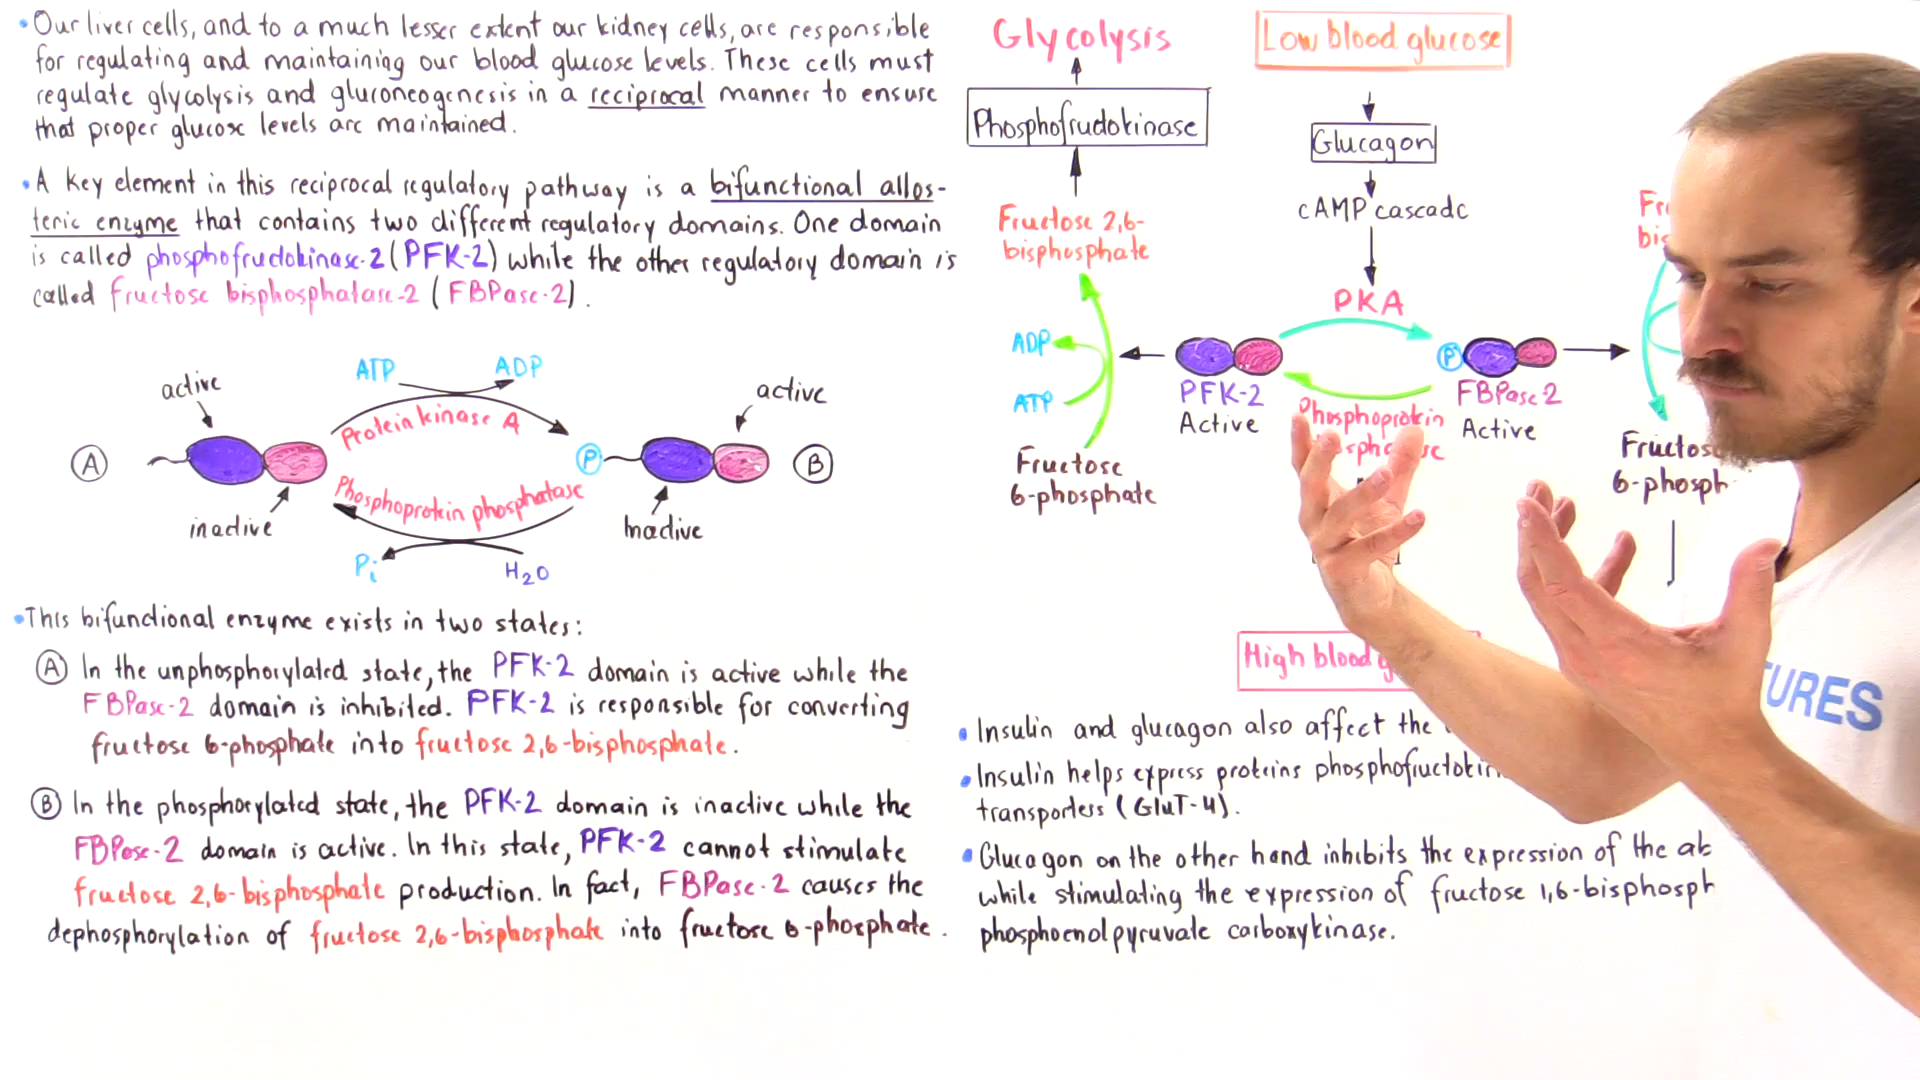 • Our liver cells, and to a much lesser extent our kidney cells, are responsible
for regulating and maintaining our blood glucose levels. These cells must
regulate glycolysis and gluconeogenesis in a reciprocal manner to ensure
that proper glucose levels are maintained.
• A key element in this reciprocal regulatory pathway is a bifunctional allos-
teric enzyme that contains two different regulatory domains. One domain
is called phosphofructokinase-2 (PFK-2) while the other regulatory domain is
called fructose bisphosphatase-2 (FBPase-2).
active
ATP
ADP
active
Protein kinase A
A
P
B
Phosphoprotein phosphatase
inactive
Inactive
Pi
H2O
• This bifunctional enzyme exists in two states:
A In the unphosphorylated state, the PFK-2 domain is active while the
FBPase-2 domain is inhibited. PFK-2 is responsible for converting
fructose 6-phosphate into fructose 2,6-bisphosphate.
B In the phosphorylated state, the PFK-2 domain is inactive while the
FBPase-2 domain is active. In this state, PFK-2 cannot stimulate
fructose 2,6-bisphosphate production. In fact, FBPase-2 causes the
dephosphorylation of fructose 2,6-bisphosphate into fructose 6-phosphate.
Glycolysis
Phosphofrudokinase
Fructose 2,6-
bisphosphate
ADP
ATP
Fructose
6-phosphate
Low blood glucose
Glucagon
cAMP cascade
PKA
PFK-2
Active
P
FBPase-2
Active
Phosphoprotein
Fructos
6-phosph
High blood g
• Insulin and glucagon also affect the
• Insulin helps express proteins phosphofructokin
transporters (GluT-4).
• Glucagon on the other hand inhibits the expression of the ab
while stimulating the expression of fructose 1,6-bisphosph
phosphoenolpyruvate carboxykinase.
TURES